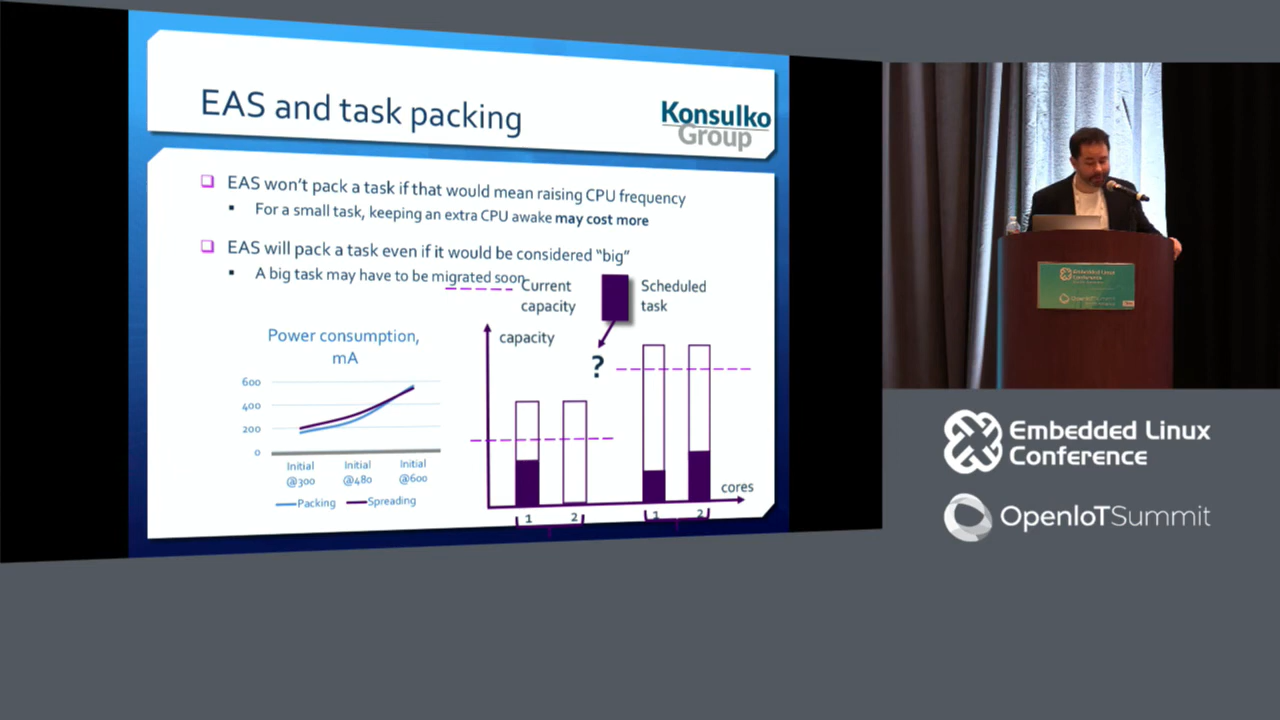 EAS and task packing
Konsulko
Group
EAS won't pack a task if that would mean raising CPU frequency
For a small task, keeping an extra CPU awake may cost more
EAS will pack a task even if it would be considered "big"
A big task may have to be migrated soon
Current
capacity
Scheduled
task
Power consumption,
mA
600
400
200
0
Initial
@300
Initial
@480
Initial
@600
Packing
Spreading
capacity
?
cores
1
2
1
2
Embedded Linux
Conference
OpenIoTSummit
Embedded Linux
Conference
OpenIoTSummit